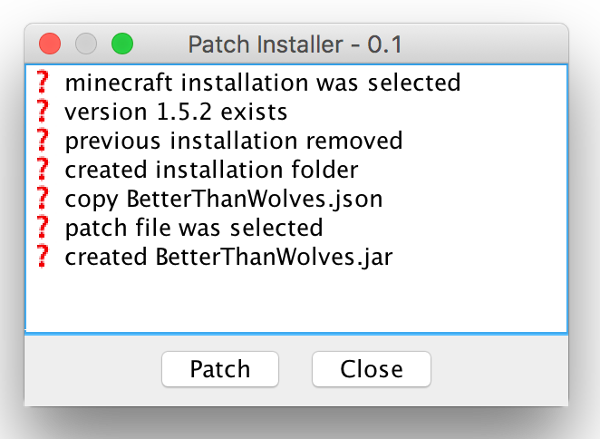 Patch Installer - 0.1
? minecraft installation was selected
? version 1.5.2 exists
? previous installation removed
? created installation folder
? copy BetterThanWolves.json
? patch file was selected
? created BetterThanWolves.jar
Patch Close